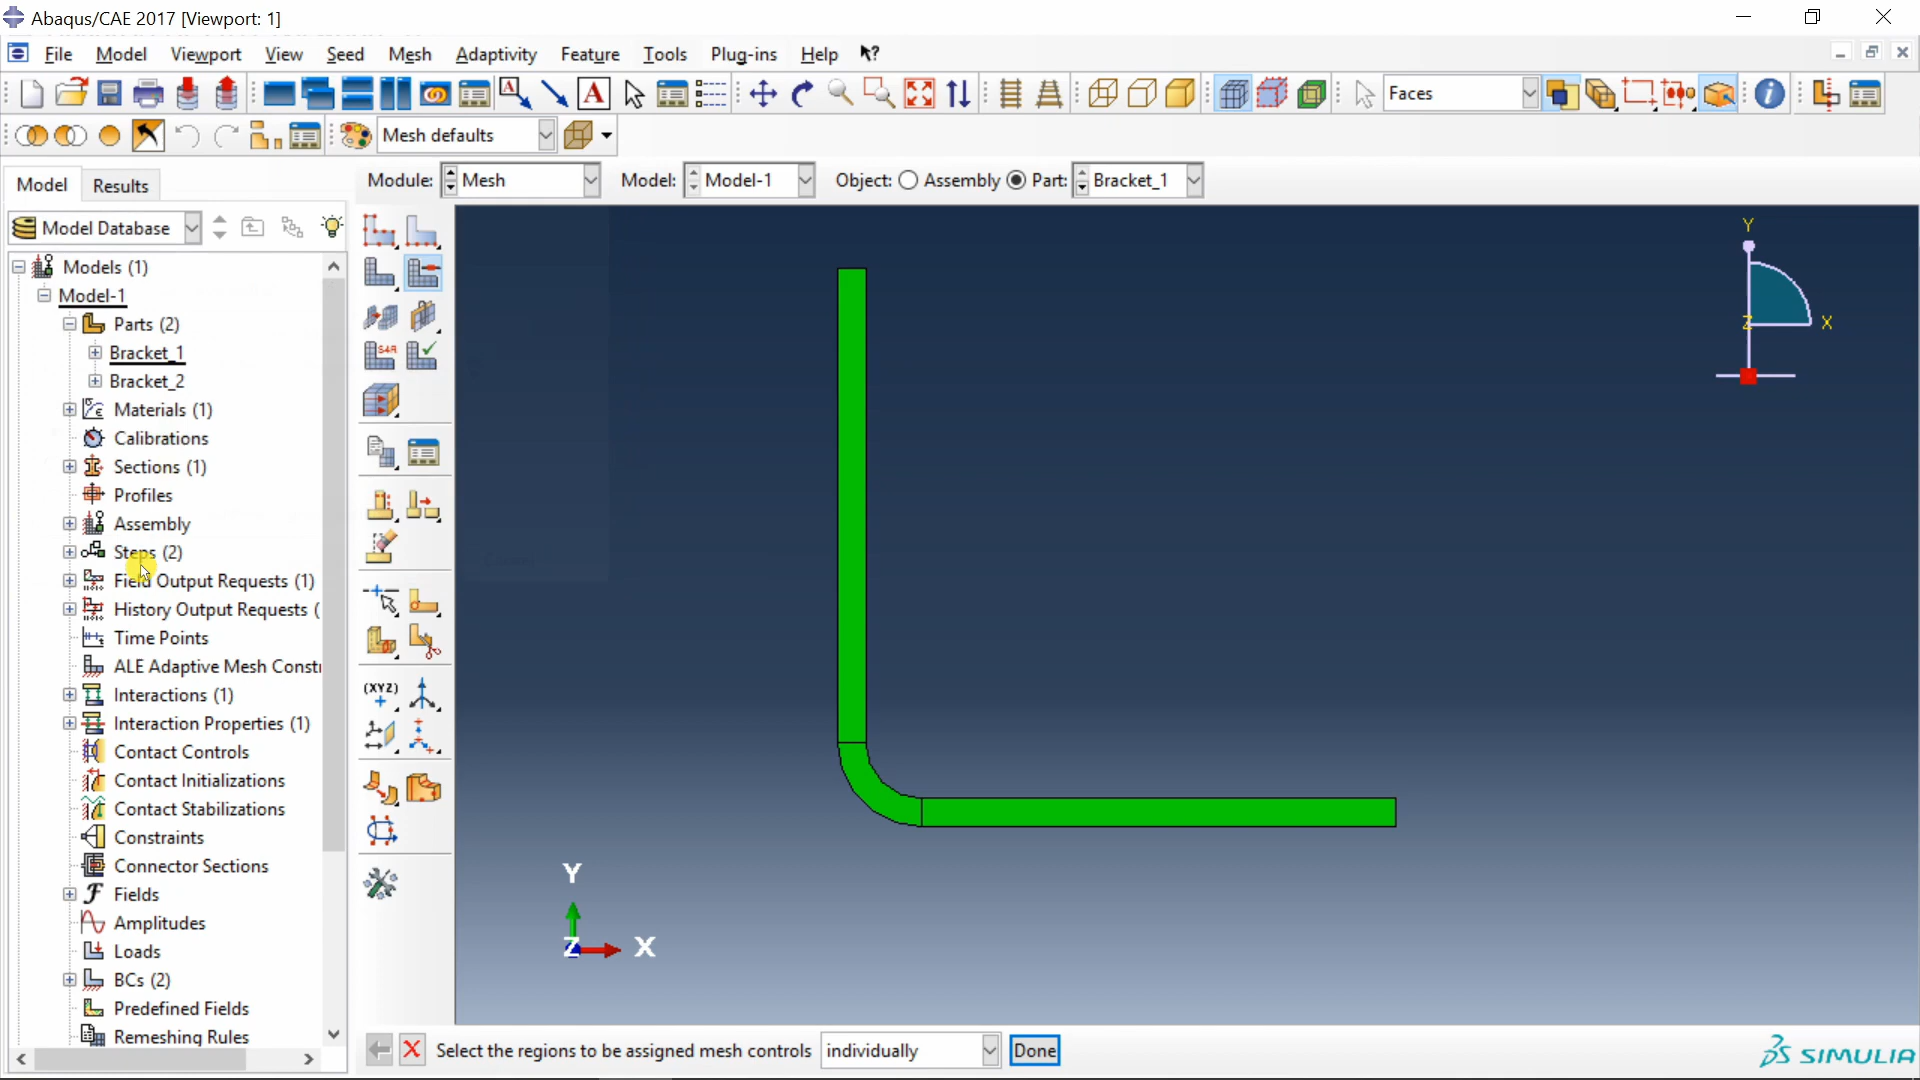 Abaqus/CAE 2017 [Viewport: 1]
File Model Viewport View Seed Mesh Adaptivity Feature Tools Plug-ins Help
Faces
Mesh defaults
Model Results
Module: Mesh Model: Model-1 Object: Assembly Part: Bracket_1
Model Database
Models (1)
Model-1
Parts (2)
Bracket_1
Bracket_2
Materials (1)
Calibrations
Sections (1)
Profiles
Assembly
Steps (2)
Field Output Requests (1)
History Output Requests (
Time Points
ALE Adaptive Mesh Constr
Interactions (1)
Interaction Properties (1)
Contact Controls
Contact Initializations
Contact Stabilizations
Constraints
Connector Sections
Fields
Amplitudes
Loads
BCs (2)
Predefined Fields
Remeshing Rules
S4R
(XYZ)
Y
Z
X
Y
Z
X
Select the regions to be assigned mesh controls individually Done
SIMULIA